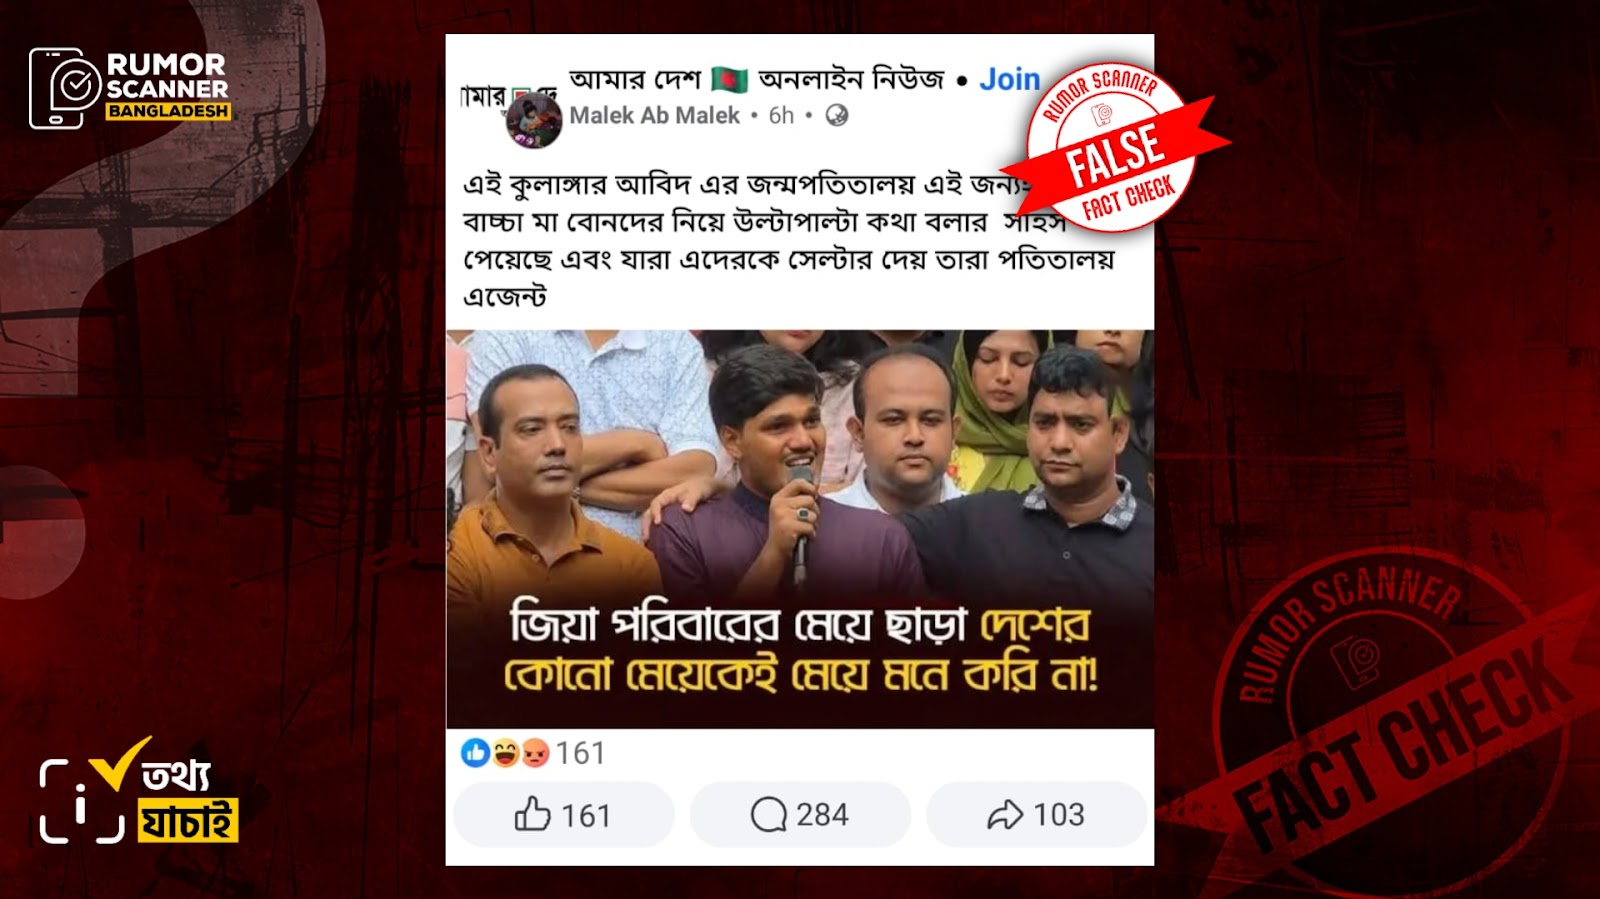 RUMOR
SCANNER
BANGLADESH
আমার দেশ 🇧🇩 অনলাইন নিউজ • Join
Malek Ab Malek • 6h •
RUMOR SCANNER
FALSE
FACT CHECK
এই কুলাঙ্গার আবিদ এর জন্মপতিতালয় এই
বাচ্চা মা বোনদের নিয়ে উল্টাপাল্টা কথা বলার সাহস
পেয়েছে এবং যারা এদেরকে সেল্টার দেয় তারা পতিতালয়
এজেন্ট
জিয়া পরিবারের মেয়ে ছাড়া দেশের
কোনো মেয়েকেই মেয়ে মনে করি না!
161
161
284
103
তথ্য
যাচাই
RUMOR SCANNER
FACT CHECK